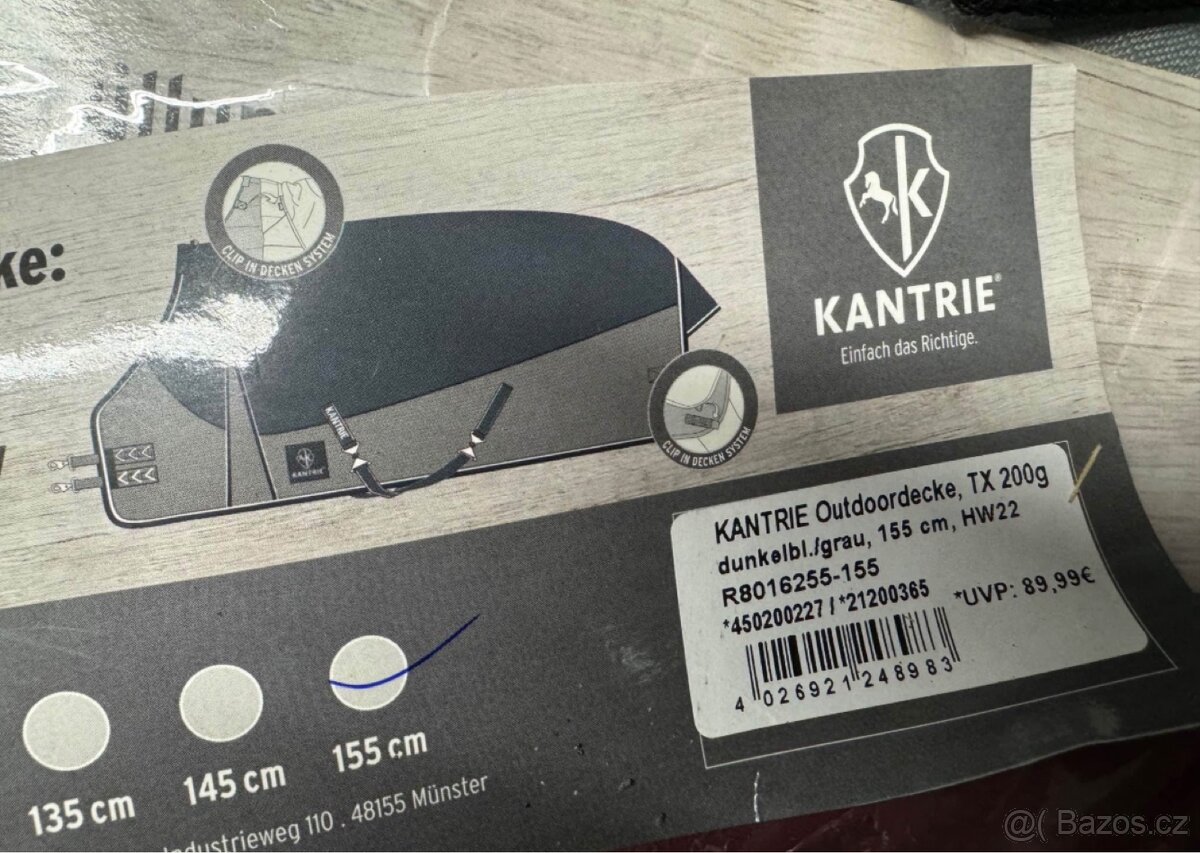 ke:
CLIP IN DECKEN SYSTEM
K
KANTRIE®
Einfach das Richtige.
KANTRIE
KANTRIE
CLIP IN DECKEN SYSTEM
KANTRIE Outdoordecke, TX 200g
dunkelbl./grau, 155 cm, HW22
R8016255-155
*450200227 / *21200365
*UVP: 89,99€
4 026921 248983
135 cm
145 cm
155 cm
Industrieweg 110 . 48155 Münster
@( Bazos.cz